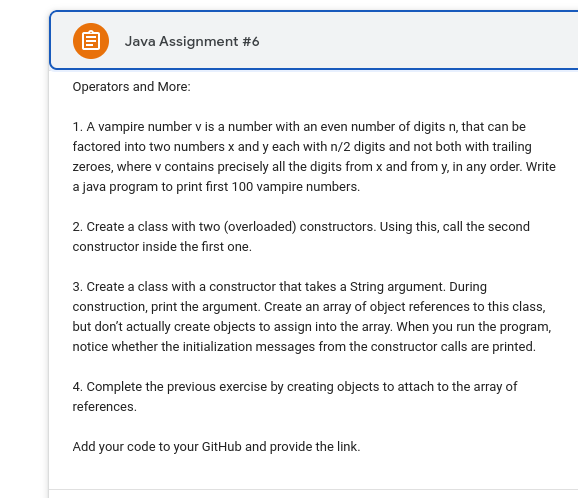 Java Assignment #6
Operators and More:
1. A vampire number v is a number with an even number of digits n, that can be
factored into two numbers x and y each with n/2 digits and not both with trailing
zeroes, where v contains precisely all the digits from x and from y, in any order. Write
a java program to print first 100 vampire numbers.
2. Create a class with two (overloaded) constructors. Using this, call the second
constructor inside the first one.
3. Create a class with a constructor that takes a String argument. During
construction, print the argument. Create an array of object references to this class,
but don’t actually create objects to assign into the array. When you run the program,
notice whether the initialization messages from the constructor calls are printed.
4. Complete the previous exercise by creating objects to attach to the array of
references.
Add your code to your GitHub and provide the link.